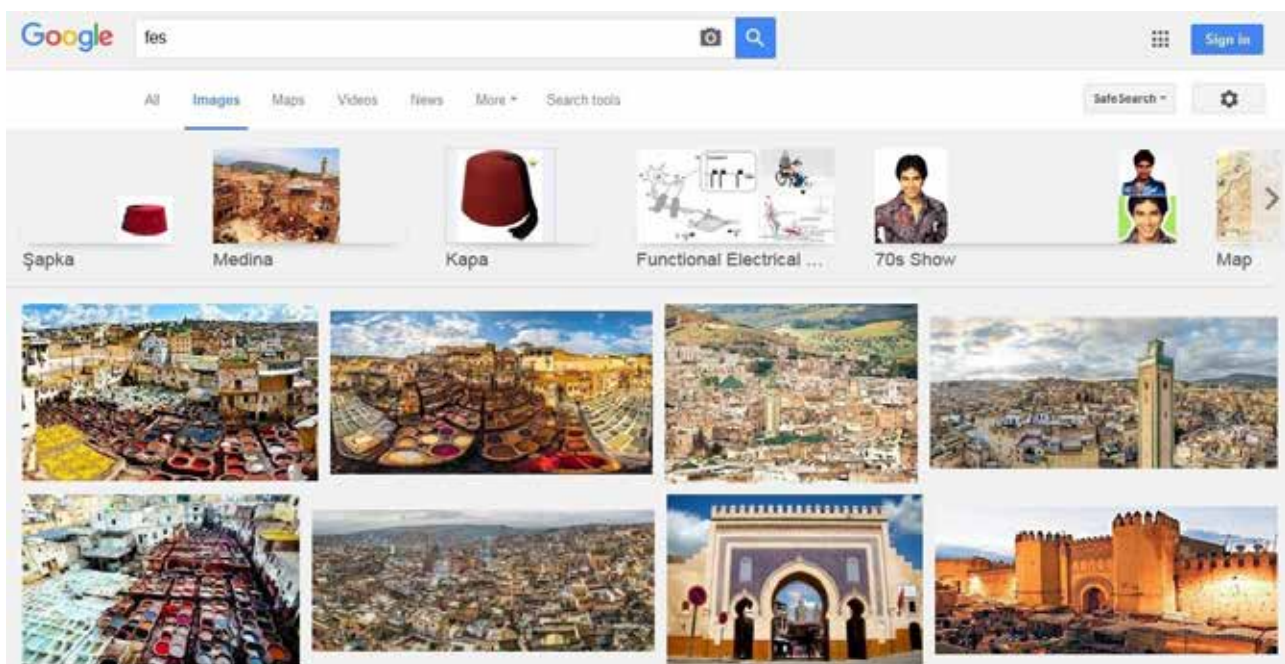 Google fes Sign in
All Images Maps Videos News More Search tools SafeSearch
Şapka Medina Kapa Functional Electrical ... 70s Show Map